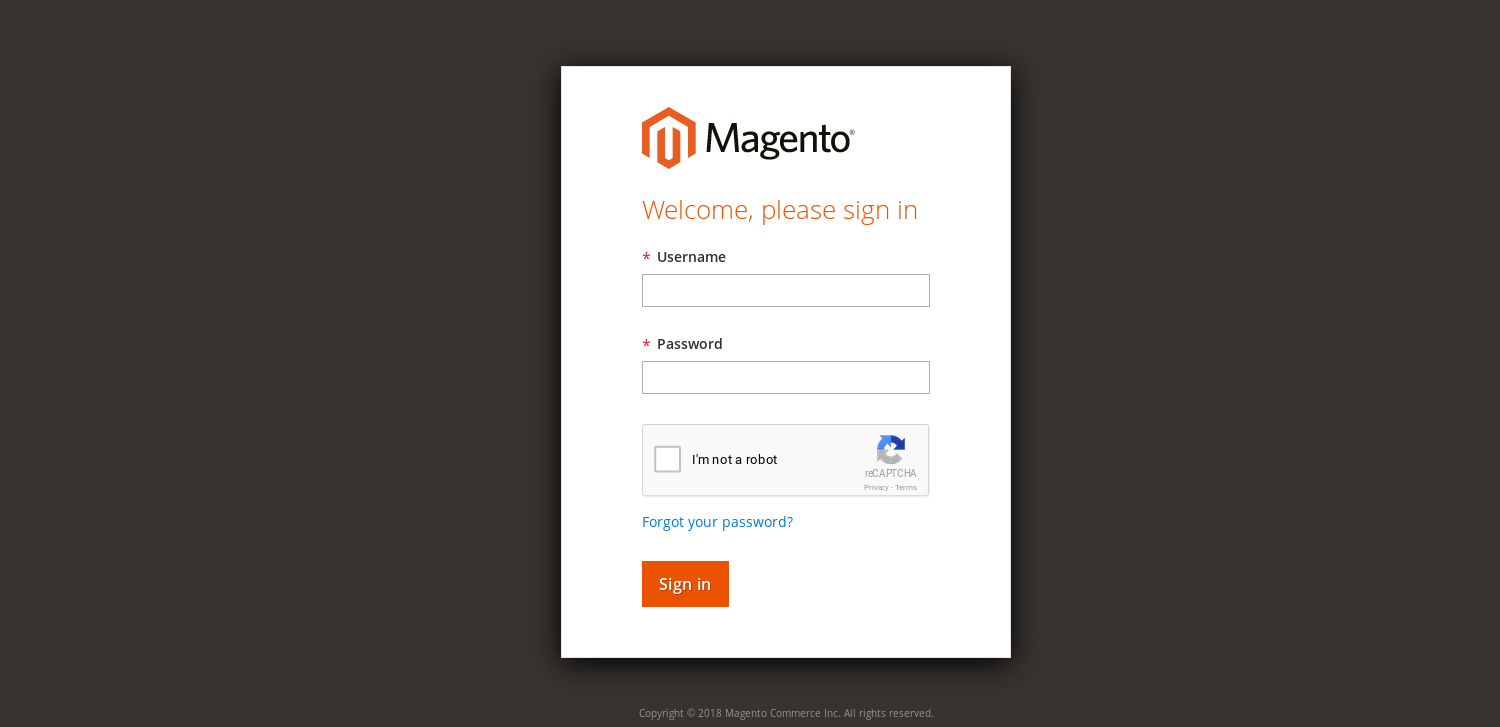 Magento®
Welcome, please sign in
* Username
* Password
I'm not a robot
reCAPTCHA
Privacy - Terms
Forgot your password?
Sign in
Copyright © 2018 Magento Commerce Inc. All rights reserved.